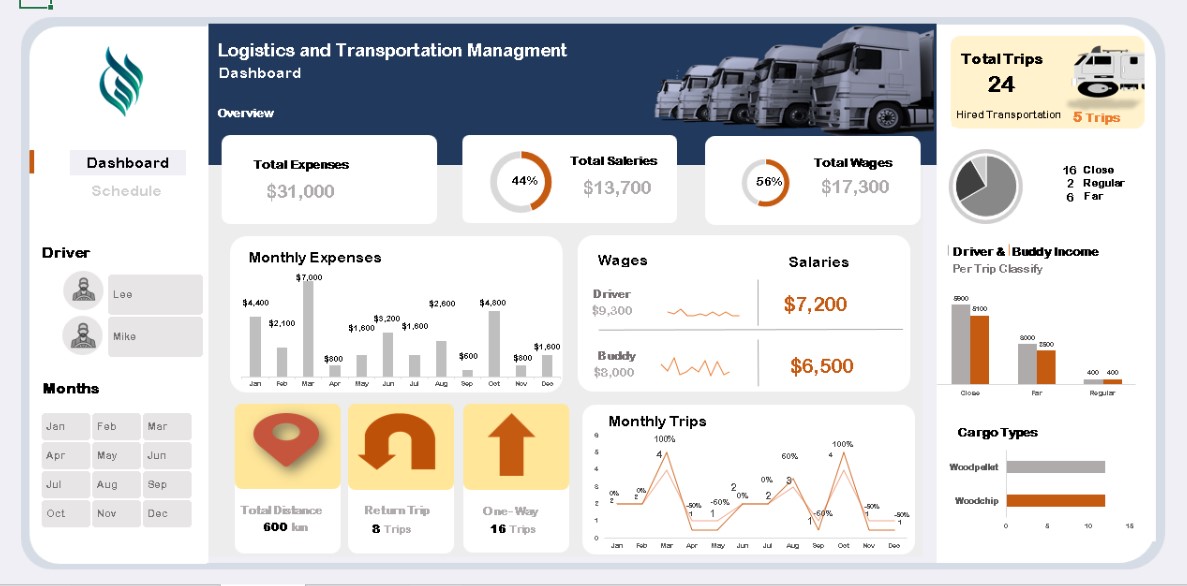 Logistics and Transportation Managment
Dashboard
Overview
Dashboard
Schedule
Driver
Lee
Mike
Months
Jan Feb Mar
Apr May Jun
Jul Aug Sep
Oct Nov Dec
Total Expenses
$31,000
44%
Total Saleries
$13,700
56%
Total Wages
$17,300
Monthly Expenses
$4,400 $2,100 $7,000 $800 $1,600 $3,200 $1,600 $2,600 $600 $4,800 $800 $1,600
Jan Feb Mar Apr May Jun Jul Aug Sep Oct Nov Dec
Wages
Salaries
Driver
$9,300
$7,200
Buddy
$8,000
$6,500
Total Distance
600 km
Return Trip
8 Trips
One-Way
16 Trips
Monthly Trips
6
5
4
3
2
1
0
0% 0% 100% -50% -50% 0% 0% 60% -60% 100% -50% -50%
2 2 4 1 1 2 2 3 1 4 1 1
Jan Feb Mar Apr May Jun Jul Aug Sep Oct Nov Dec
Total Trips
24
Hired Transportation 5 Trips
16 Close
2 Regular
6 Far
Driver & Buddy Income
Per Trip Classify
400 400
Close Far Regular
Cargo Types
Woodpellet
Woodchip
0 5 10 15